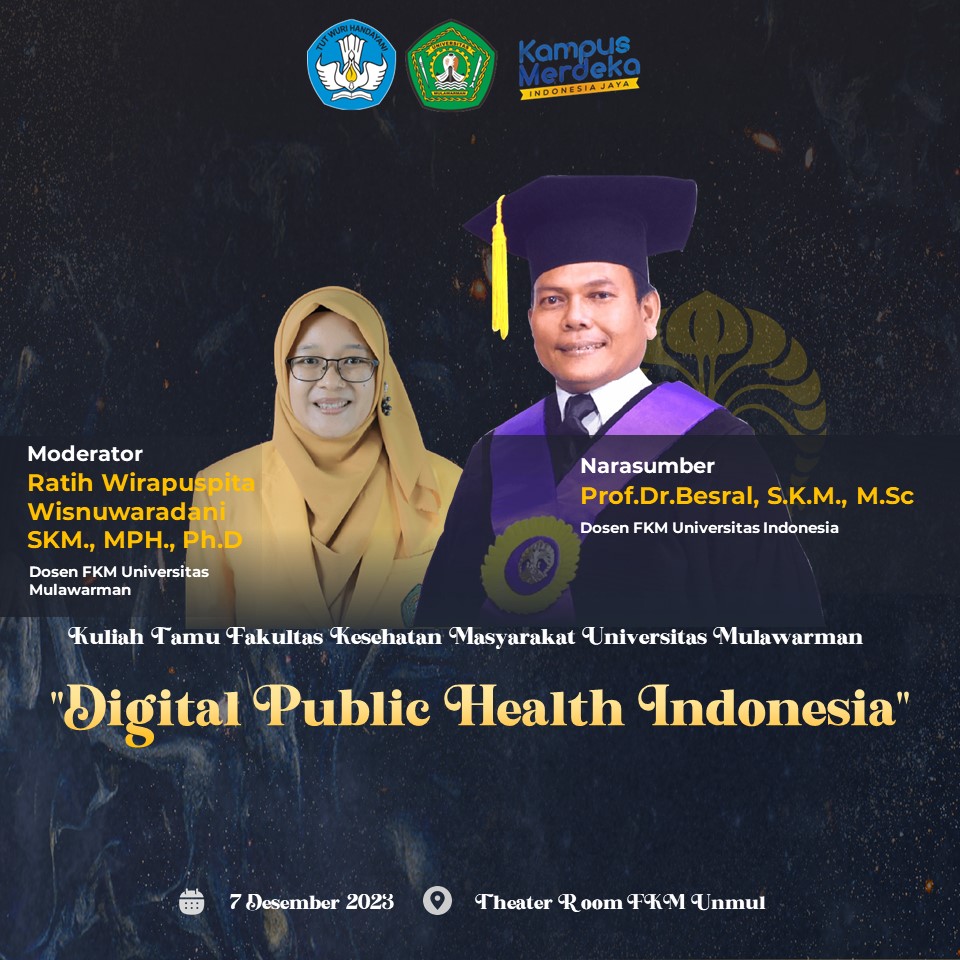 TUT WURI HANDAYANI
UNIVERSITAS
MULAWARMAN
Kampus
Merdeka
INDONESIA JAYA
Moderator
Ratih Wirapuspita
Wisnuwaradani
SKM., MPH., Ph.D
Dosen FKM Universitas
Mulawarman
Narasumber
Prof.Dr.Besral, S.K.M., M.Sc
Dosen FKM Universitas Indonesia
Kuliah Tamu Fakultas Kesehatan Masyarakat Universitas Mulawarman
"Digital Public Health Indonesia"
7 Desember 2023
Theater Room FKM Unmul